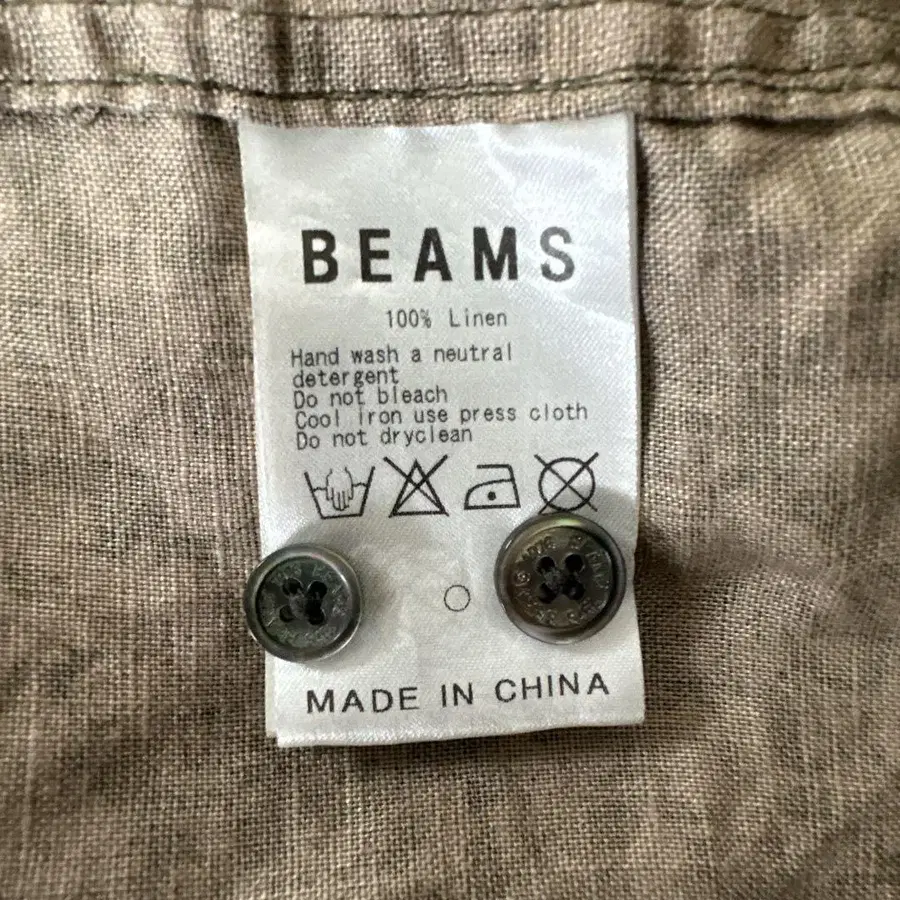 BEAMS
100% Linen
Hand wash a neutral
detergent
Do not bleach
Cool iron use press cloth
Do not dryclean
MADE IN CHINA